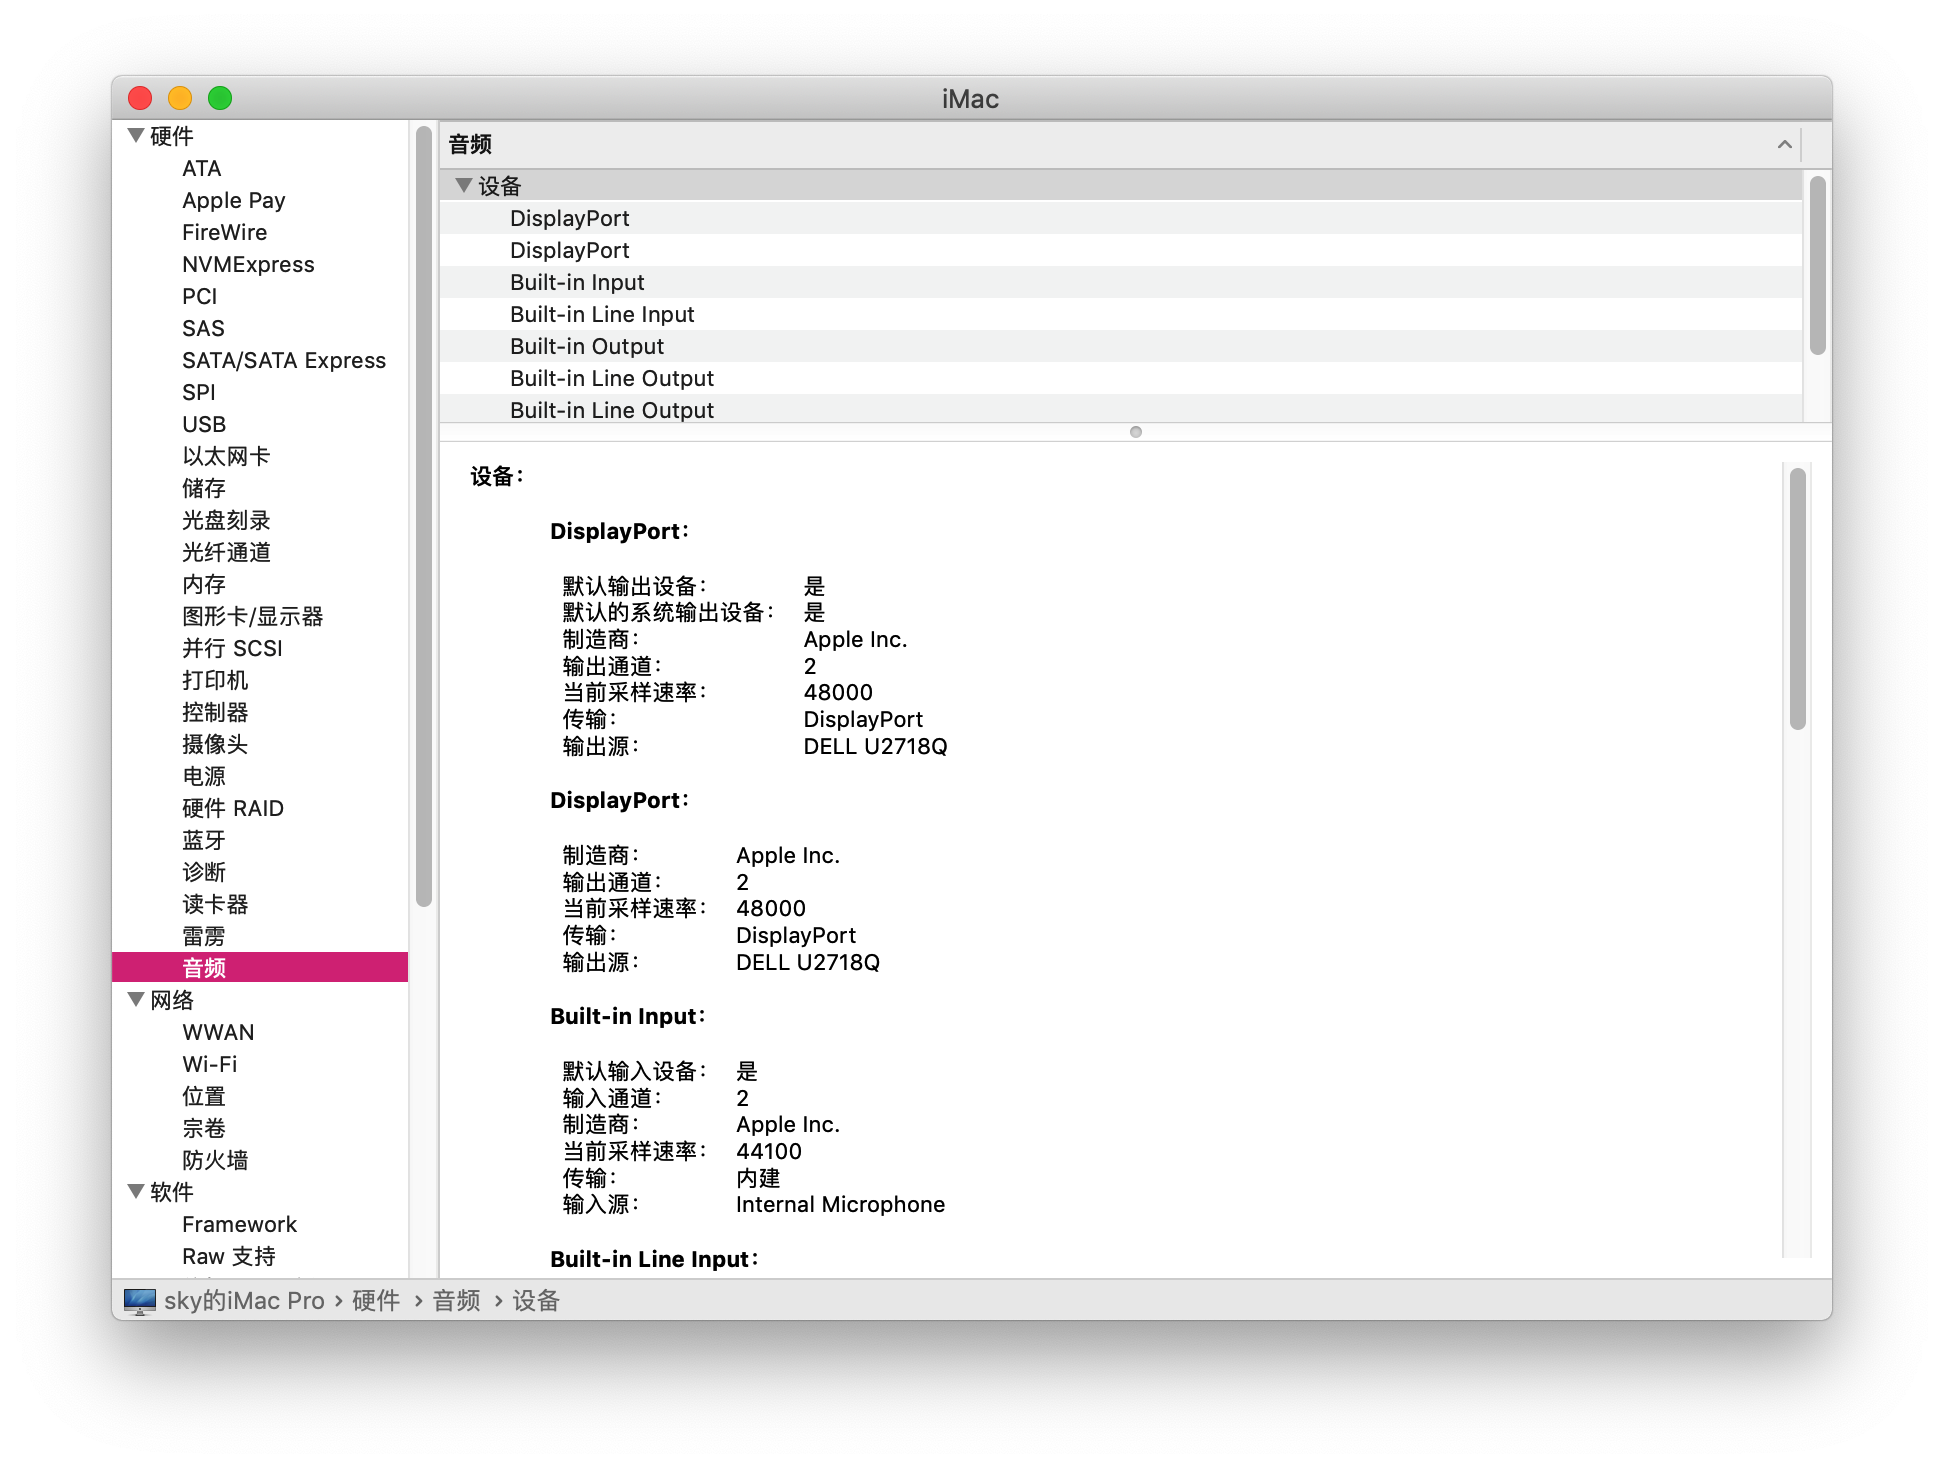 iMac
硬件
ATA
Apple Pay
FireWire
NVMExpress
PCI
SAS
SATA/SATA Express
SPI
USB
以太网卡
储存
光盘刻录
光纤通道
内存
图形卡/显示器
并行 SCSI
打印机
控制器
摄像头
电源
硬件 RAID
蓝牙
诊断
读卡器
雷雳
音频
网络
WWAN
Wi-Fi
位置
宗卷
防火墙
软件
Framework
Raw 支持
音频
设备
DisplayPort
DisplayPort
Built-in Input
Built-in Line Input
Built-in Output
Built-in Line Output
Built-in Line Output
设备：
DisplayPort：
默认输出设备： 是
默认的系统输出设备： 是
制造商： Apple Inc.
输出通道： 2
当前采样速率： 48000
传输： DisplayPort
输出源： DELL U2718Q
DisplayPort：
制造商： Apple Inc.
输出通道： 2
当前采样速率： 48000
传输： DisplayPort
输出源： DELL U2718Q
Built-in Input：
默认输入设备： 是
输入通道： 2
制造商： Apple Inc.
当前采样速率： 44100
传输： 内建
输入源： Internal Microphone
Built-in Line Input：
sky的iMac Pro › 硬件 › 音频 › 设备